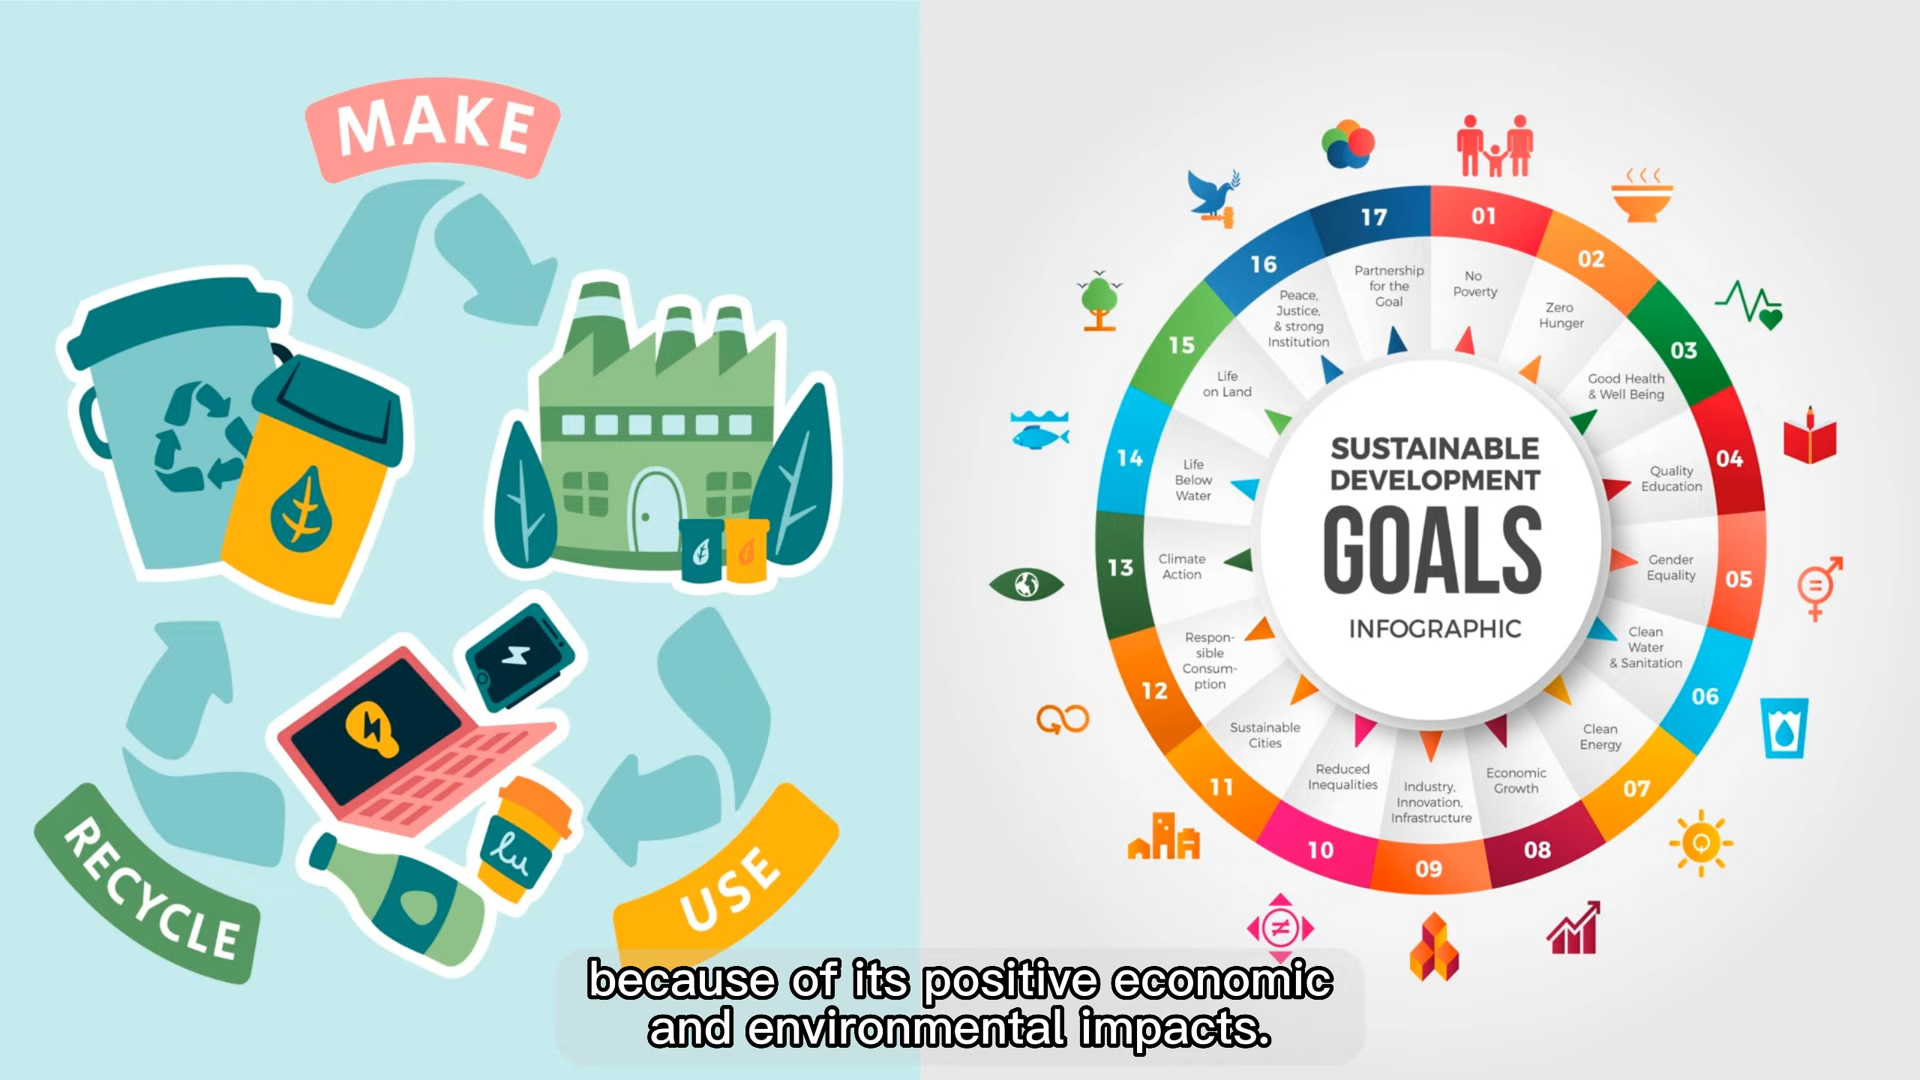 MAKE
RECYCLE
USE
lu
SUSTAINABLE
DEVELOPMENT
GOALS
INFOGRAPHIC
01
No
Poverty
02
Zero
Hunger
03
Good Health
& Well Being
04
Quality
Education
05
Gender
Equality
06
Clean
Water
& Sanitation
07
Clean
Energy
08
Economic
Growth
09
Industry,
Innovation,
Infrastructure
10
Reduced
Inequalities
11
Sustainable
Cities
12
Respon-
sible
Consum-
ption
13
Climate
Action
14
Life
Below
Water
15
Life
on Land
16
Peace,
Justice,
& strong
Institution
17
Partnership
for the
Goal
because of its positive economic
and environmental impacts.